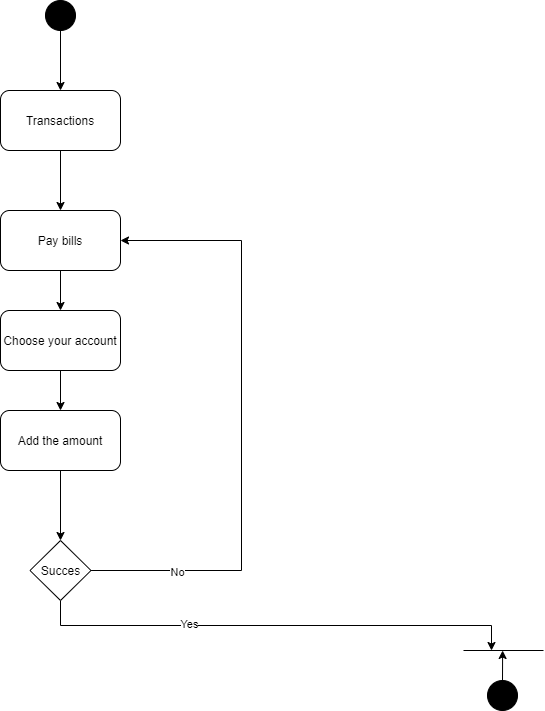 Transactions
Pay bills
Choose your account
Add the amount
Succes
No
Yes